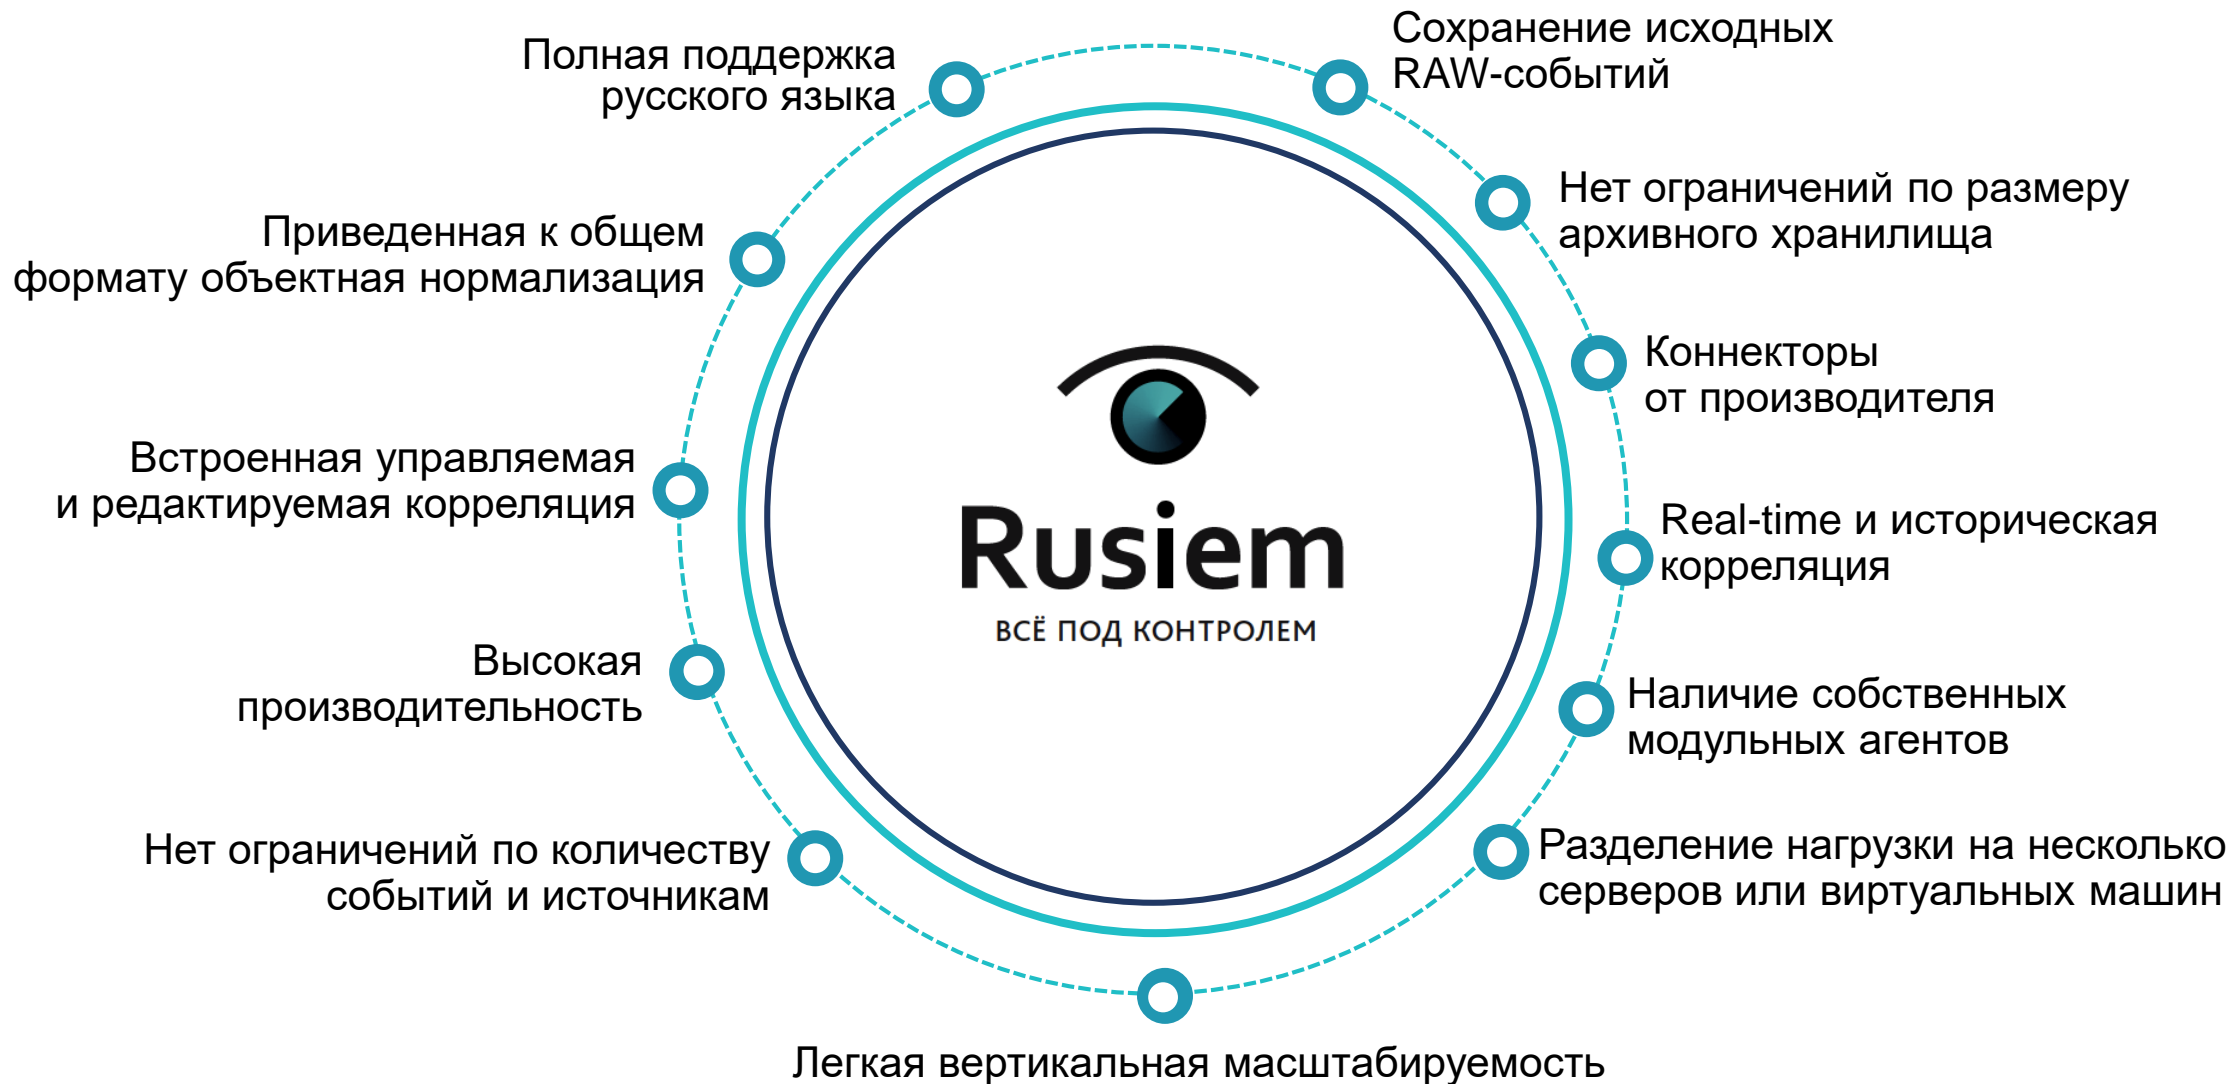 Полная поддержка
русского языка
Приведенная к общем
формату объектная нормализация
Встроенная управляемая
и редактируемая корреляция
Высокая
производительность
Нет ограничений по количеству
событий и источникам
Легкая вертикальная масштабируемость
Сохранение исходных
RAW-событий
Нет ограничений по размеру
архивного хранилища
Коннекторы
от производителя
Real-time и историческая
корреляция
Наличие собственных
модульных агентов
Разделение нагрузки на несколько
серверов или виртуальных машин
Rusiem
ВСЁ ПОД КОНТРОЛЕМ